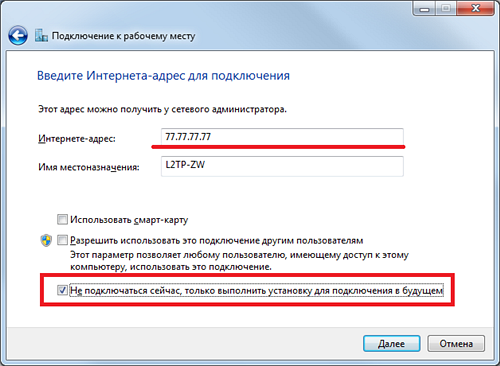 Подключение к рабочему месту
Введите Интернета-адрес для подключения
Этот адрес можно получить у сетевого администратора.
Интернете-адрес:
77.77.77.77
Имя местоназначения:
L2TP-ZW
Использовать смарт-карту
Разрешить использовать это подключение другим пользователям
Этот параметр позволяет любому пользователю, имеющему доступ к этому
компьютеру, использовать это подключение.
Не подключаться сейчас, только выполнить установку для подключения в будущем
Далее
Отмена